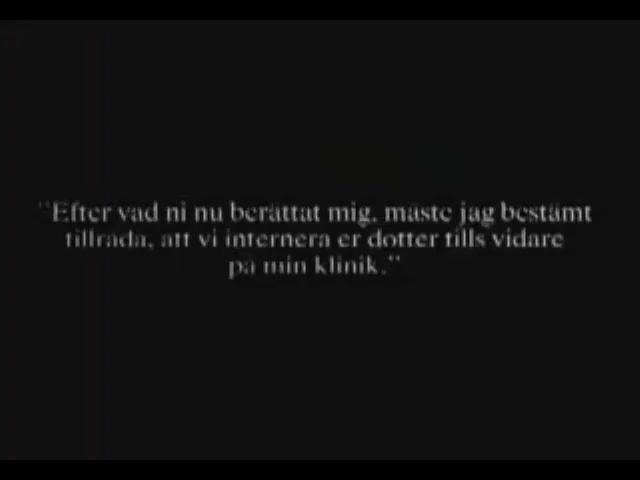 "Efter vad ni nu berättat mig, måste jag bestämt
tillråda, att vi internera er dotter tills vidare
på min klinik."